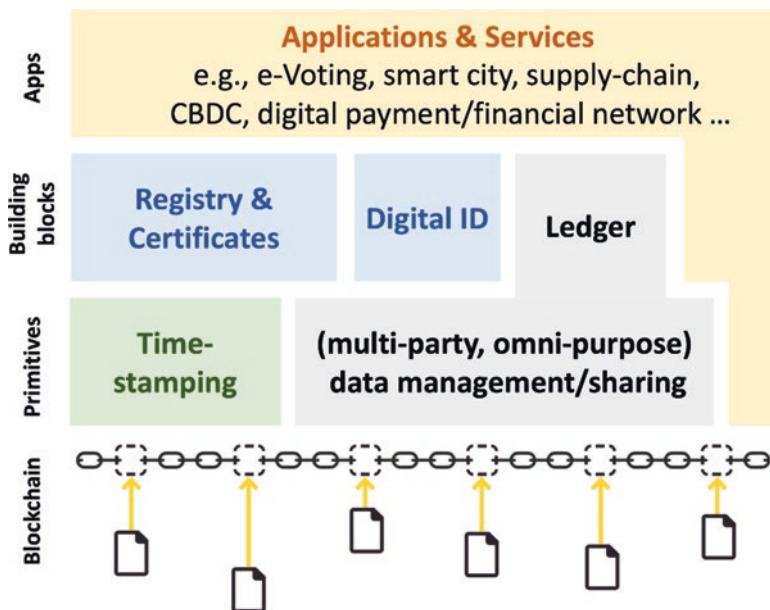 Apps
Applications & Services
e.g., e-Voting, smart city, supply-chain,
CBDC, digital payment/financial network ...
Building
blocks
Registry &
Certificates
Digital ID
Ledger
Primitives
Time-
stamping
(multi-party, omni-purpose)
data management/sharing
Blockchain